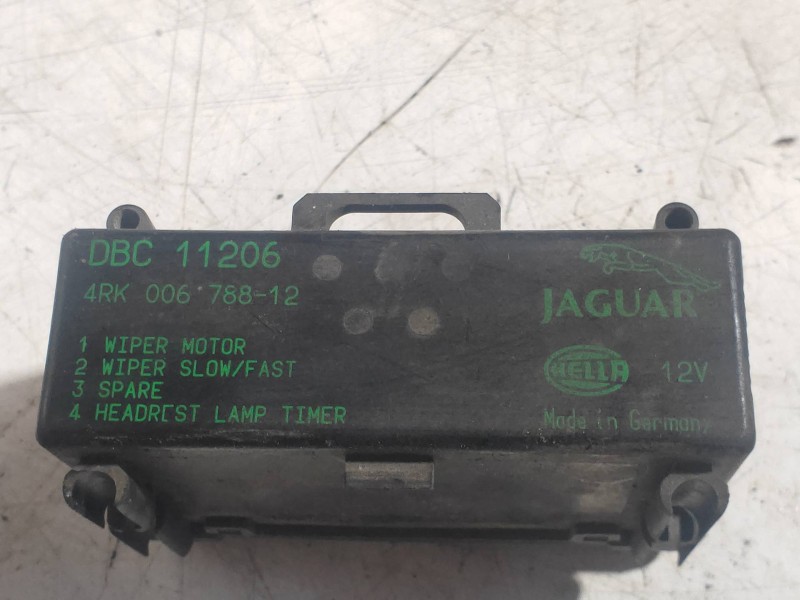 DBC 11206
4RK 006 788-12
JAGUAR
1 WIPER MOTOR
2 WIPER SLOW/FAST
3 SPARE
4 HEADREST LAMP TIMER
HELLA 12V
Made in Germany